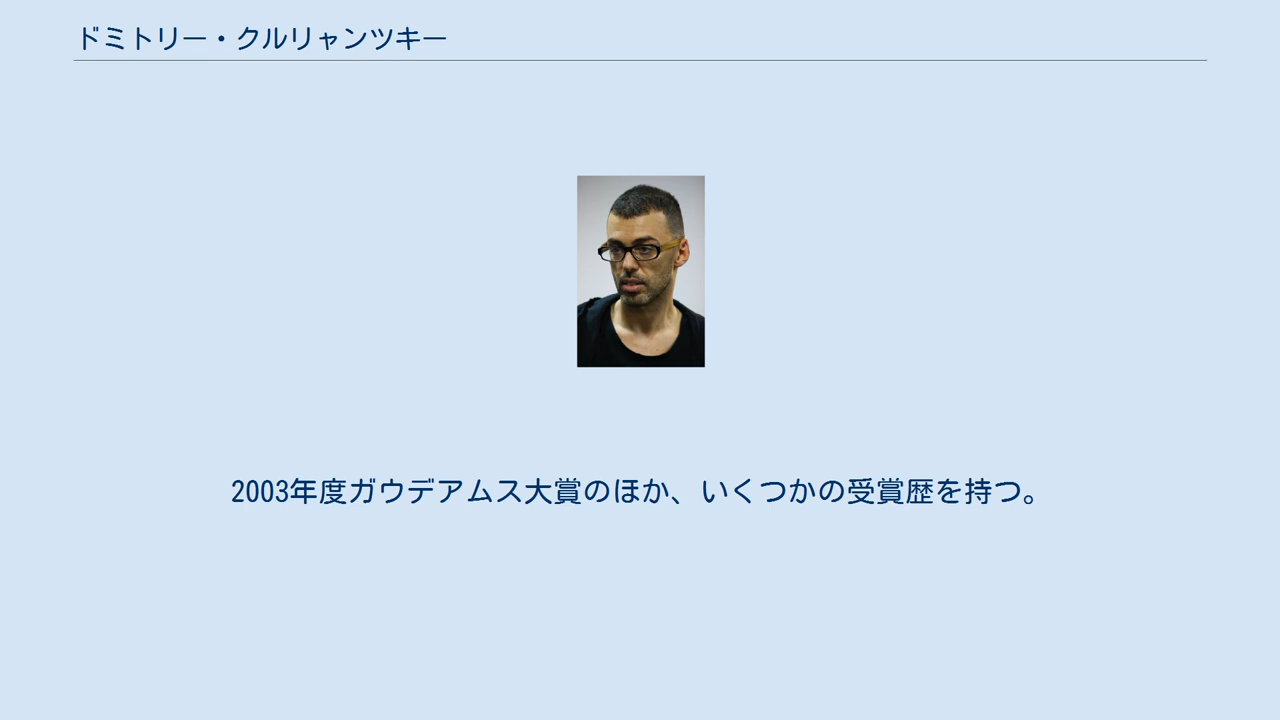 ドミトリー・クルリャンツキー
2003年度ガウデアムス大賞のほか、いくつかの受賞歴を持つ。